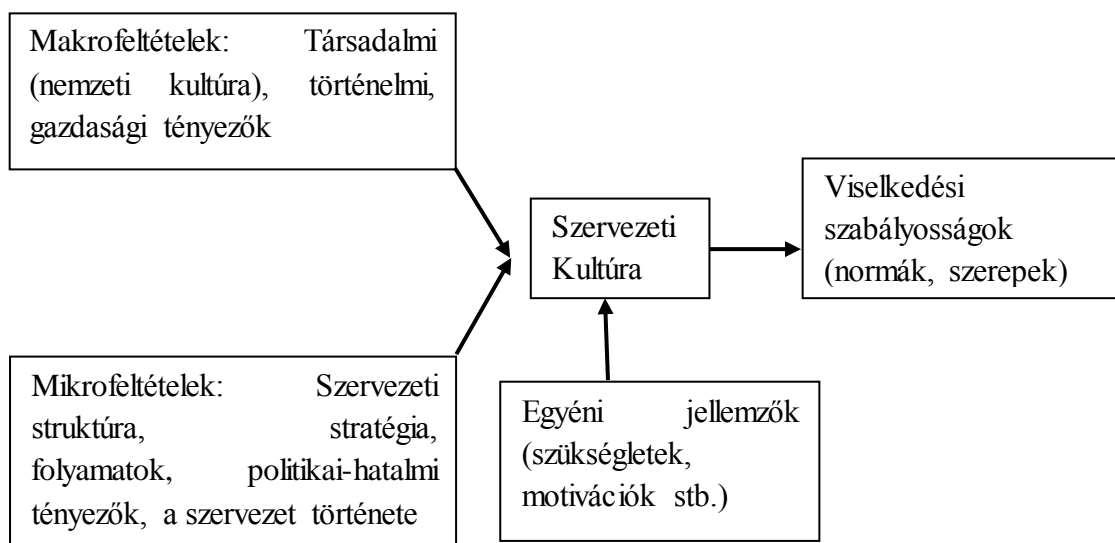 Makrofeltételek: Társadalmi
(nemzeti kultúra), történelmi,
gazdasági tényezők
Mikrofeltételek: Szervezeti
struktúra, stratégia,
folyamatok, politikai-hatalmi
tényezők, a szervezet története
Szervezeti
Kultúra
Egyéni jellemzők
(szükségletek,
motivációk stb.)
Viselkedési
szabályosságok
(normák, szerepek)